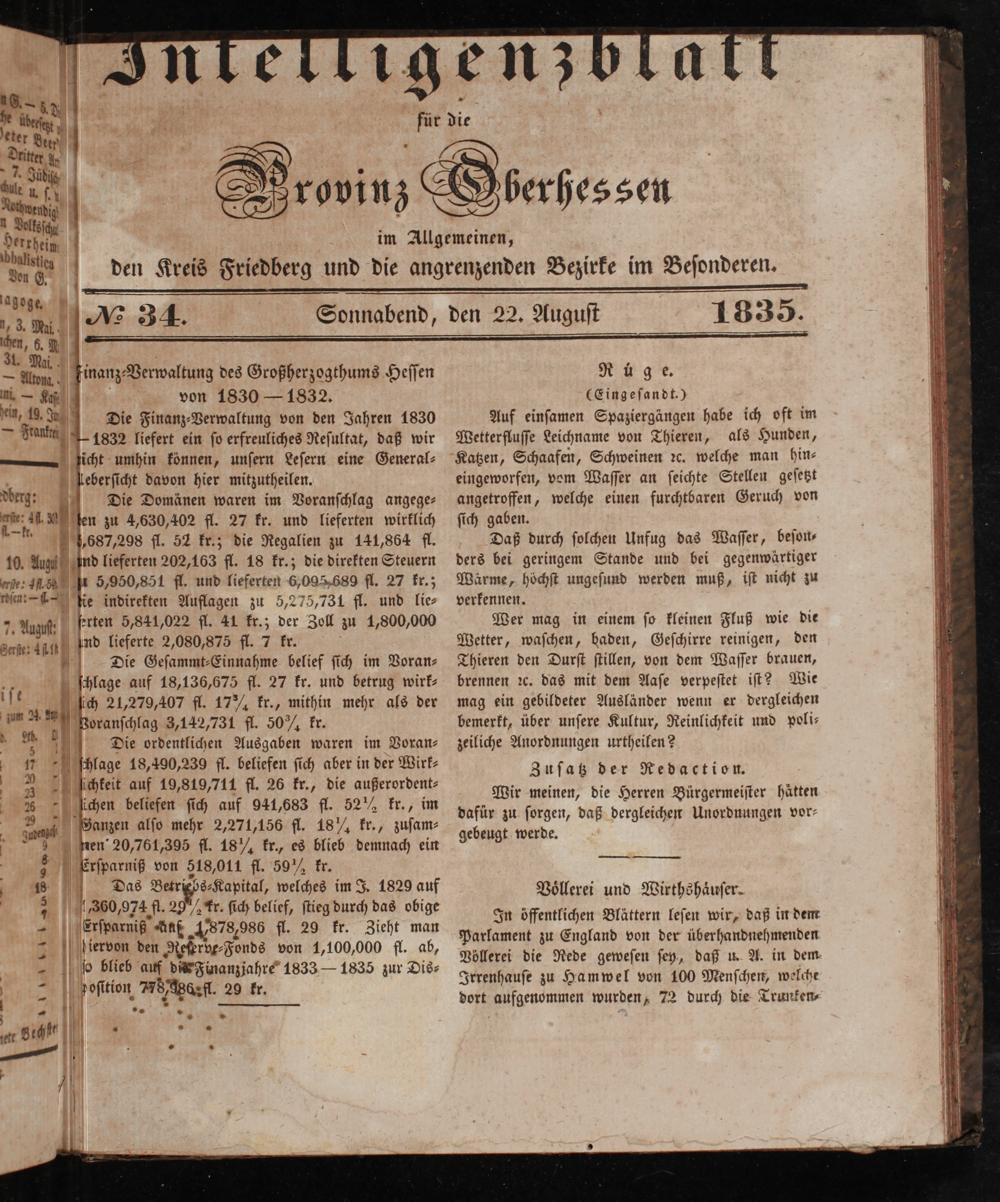 Intelligenzblatt
für die
Provinz Oberhessen
im Allgemeinen,
den Kreis Friedberg und die angrenzenden Bezirke im Besonderen.
№ 34. Sonnabend, den 22. August 1835.
Finanz-Verwaltung des Großherzogthums Hessen
von 1830 — 1832.
Die Finanz-Verwaltung von den Jahren 1830
—1832 liefert ein so erfreuliches Resultat, daß wir
nicht umhin können, unsern Lesern eine General-
Uebersicht davon hier mitzutheilen.
Die Domänen waren im Voranschlag angege-
ben zu 4,630,402 fl. 27 kr. und lieferten wirklich
,687,298 fl. 52 kr.; die Regalien zu 141,864 fl.
und lieferten 202,163 fl. 18 kr.; die direkten Steuern
zu 5,950,851 fl. und lieferten 6,095,689 fl. 27 kr.;
die indirekten Auflagen zu 5,275,731 fl. und lie-
ferten 5,841,022 fl. 41 kr.; der Zoll zu 1,800,000
und lieferte 2,080,875 fl. 7 kr.
Die Gesammt-Einnahme belief sich im Voran-
schlage auf 18,136,675 fl. 27 kr. und betrug wirk-
lich 21,279,407 fl. 17¾ kr., mithin mehr als der
Voranschlag 3,142,731 fl. 50¾ kr.
Die ordentlichen Ausgaben waren im Voran-
schlage 18,490,239 fl. beliefen sich aber in der Wirk-
lichkeit auf 19,819,711 fl. 26 kr., die außerordent-
lichen beliefen sich auf 941,683 fl. 52½ kr., im
Ganzen also mehr 2,271,156 fl. 18¼ kr., zusam-
men 20,761,395 fl. 18¼ kr., es blieb demnach ein
Ersparniß von 518,011 fl. 59½ kr.
Das Betriebs-Kapital, welches im J. 1829 auf
1,360,974 fl. 29½ kr. sich belief, stieg durch das obige
Ersparniß auf 1,878,986 fl. 29 kr. Zieht man
hiervon den Reserve-Fonds von 1,100,000 fl. ab,
so blieb auf die Finanzjahre 1833 — 1835 zur Dis-
position 778,986 fl. 29 kr.
Rüge.
(Eingesandt.)
Auf einsamen Spaziergängen habe ich oft im
Wetterflusse Leichname von Thieren, als Hunden,
Katzen, Schaafen, Schweinen ꝛc. welche man hin-
eingeworfen, vom Wasser an seichte Stellen gesetzt
angetroffen, welche einen furchtbaren Geruch von
sich gaben.
Daß durch solchen Unfug das Wasser, beson-
ders bei geringem Stande und bei gegenwärtiger
Wärme, höchst ungesund werden muß, ist nicht zu
verkennen.
Wer mag in einem so kleinen Fluß wie die
Wetter, waschen, baden, Geschirre reinigen, den
Thieren den Durst stillen, von dem Wasser brauen,
brennen ꝛc. das mit dem Aase verpestet ist? Wie
mag ein gebildeter Ausländer wenn er dergleichen
bemerkt, über unsere Kultur, Reinlichkeit und poli-
zeiliche Anordnungen urtheilen?
Zusatz der Redaction.
Wir meinen, die Herren Bürgermeister hätten
dafür zu sorgen, daß dergleichen Unordnungen vor-
gebeugt werde.
Völlerei und Wirthshäuser.
In öffentlichen Blättern lesen wir, daß in dem
Parlament zu England von der überhandnehmenden
Völlerei die Rede gewesen sey, daß u. A. in dem
Irrenhause zu Hamwel von 100 Menschen, welche
dort aufgenommen wurden, 72 durch die Trunken-